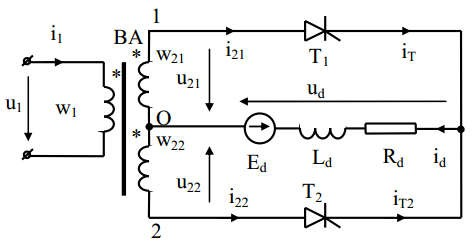 1
i1 BA * w21 i21 T1 iT
* u21 ud
u1 w1 O
* w22 Ed Ld Rd id
u22 i22 T2 iT2
2